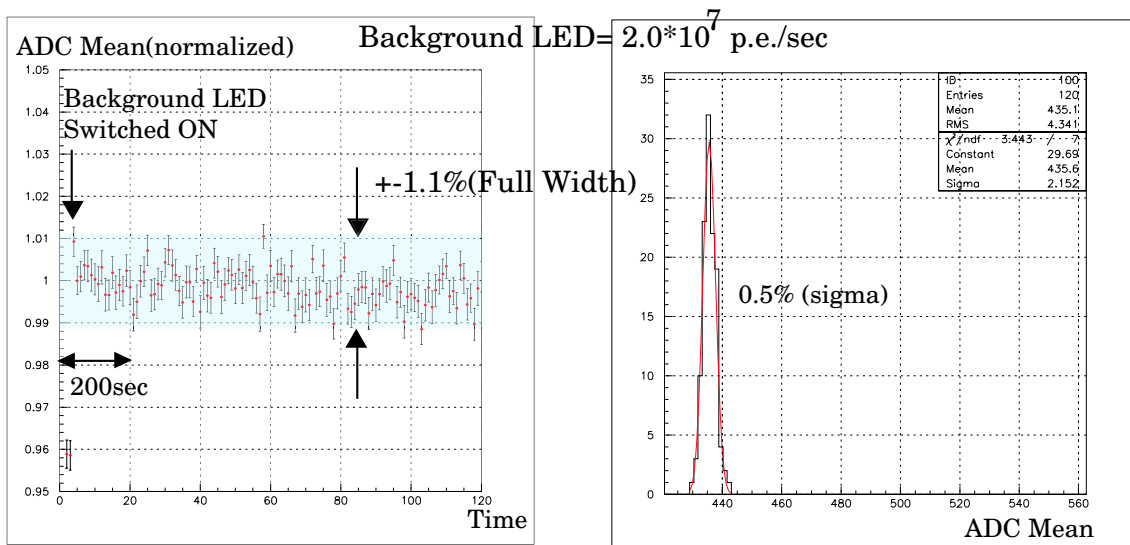 Background LED= 2.0*10^7 p.e./sec
ADC Mean(normalized)
1.05
1.04
1.03
1.02
1.01
1
0.99
0.98
0.97
0.96
0.95
Background LED
Switched ON
+-1.1%(Full Width)
200sec
0 20 40 60 80 100 120
Time
35
30
25
20
15
10
5
0
ID 100
Entries 120
Mean 435.1
RMS 4.341
χ²/ndf 3.443 / 7
Constant 29.69
Mean 435.6
Sigma 2.152
0.5% (sigma)
440 460 480 500 520 540 560
ADC Mean